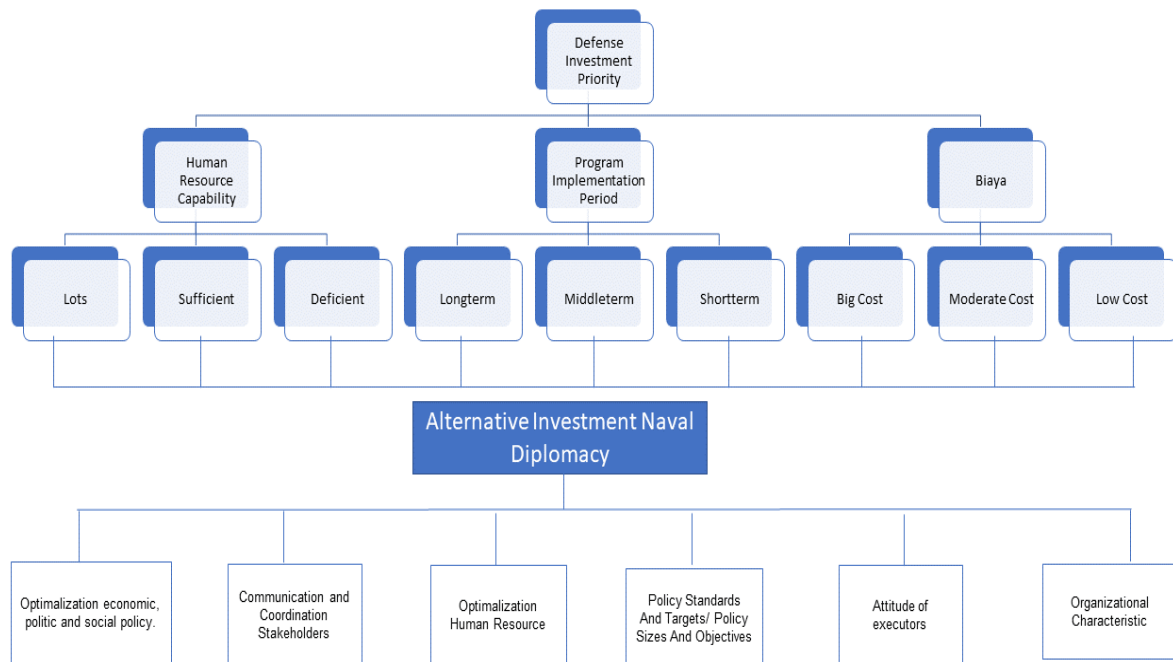 Defense
Investment
Priority
Human
Resource
Capability
Program
Implementation
Period
Biaya
Lots
Sufficient
Deficient
Longterm
Middleterm
Shortterm
Big Cost
Moderate Cost
Low Cost
Alternative Investment Naval
Diplomacy
Optimalization economic,
politic and social policy.
Communication and
Coordination
Stakeholders
Optimalization
Human Resource
Policy Standards
And Targets/ Policy
Sizes And Objectives
Attitude of
executors
Organizational
Characteristic